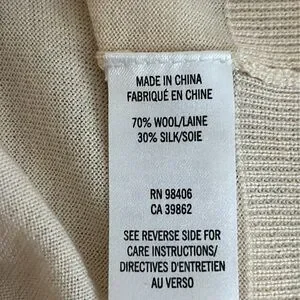 MADE IN CHINA
FABRIQUÉ EN CHINE
70% WOOL/LAINE
30% SILK/SOIE
RN 98406
CA 39862
SEE REVERSE SIDE FOR
CARE INSTRUCTIONS/
DIRECTIVES D'ENTRETIEN
AU VERSO